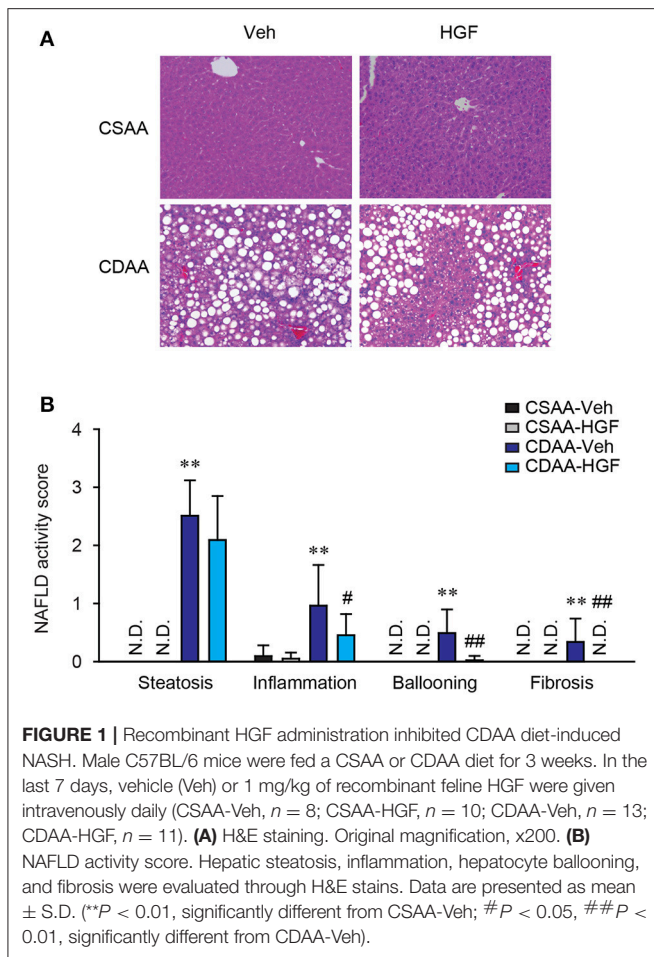 A
Veh
HGF
CSAA
CDAA
B
NAFLD activity score
4
3
2
1
0
CSAA-Veh
CSAA-HGF
CDAA-Veh
CDAA-HGF
N.D.
N.D.
**
**
#
N.D.
N.D.
**
##
N.D.
N.D.
**
N.D.
##
Steatosis
Inflammation
Ballooning
Fibrosis
FIGURE 1 | Recombinant HGF administration inhibited CDAA diet-induced
NASH. Male C57BL/6 mice were fed a CSAA or CDAA diet for 3 weeks. In the
last 7 days, vehicle (Veh) or 1 mg/kg of recombinant feline HGF were given
intravenously daily (CSAA-Veh, n = 8; CSAA-HGF, n = 10; CDAA-Veh, n = 13;
CDAA-HGF, n = 11). (A) H&E staining. Original magnification, x200. (B)
NAFLD activity score. Hepatic steatosis, inflammation, hepatocyte ballooning,
and fibrosis were evaluated through H&E stains. Data are presented as mean
± S.D. (**P < 0.01, significantly different from CSAA-Veh; #P < 0.05, ##P <
0.01, significantly different from CDAA-Veh).